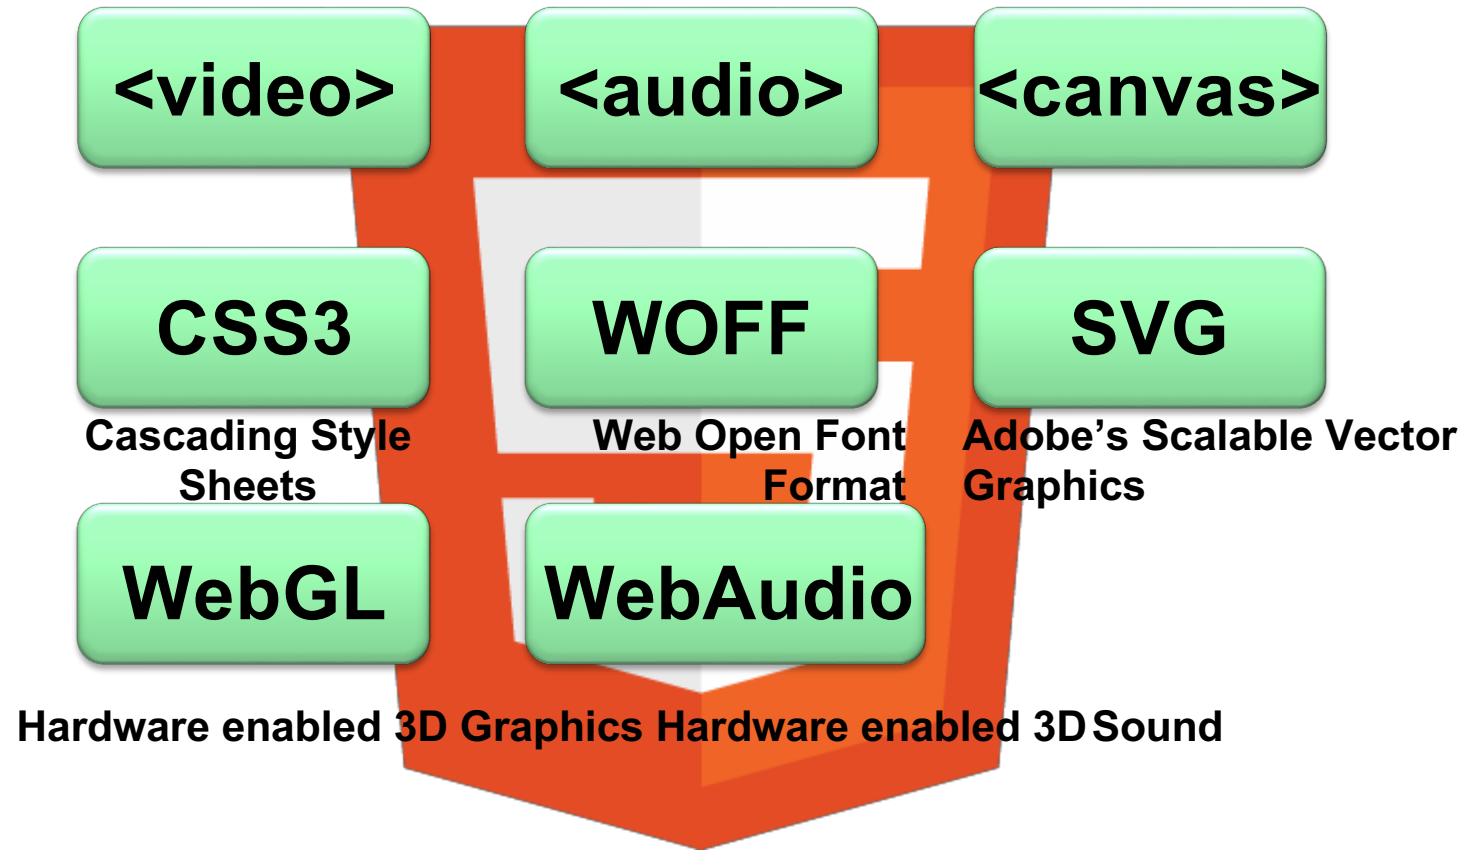 <video>
<audio>
<canvas>
CSS3
WOFF
SVG
Cascading Style
Sheets
Web Open Font
Format
Adobe’s Scalable Vector
Graphics
WebGL
WebAudio
Hardware enabled 3D Graphics
Hardware enabled 3D Sound